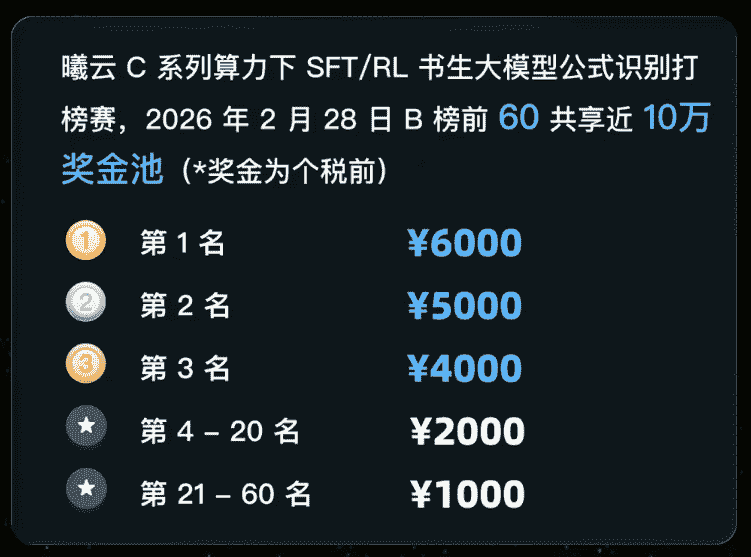 曦云 C 系列算力下 SFT/RL 书生大模型公式识别打
榜赛，2026 年 2 月 28 日 B 榜前 60 共享近 10万
奖金池（*奖金为个税前）
1 第 1 名 ¥6000
2 第 2 名 ¥5000
3 第 3 名 ¥4000
第 4 – 20 名 ¥2000
第 21 – 60 名 ¥1000